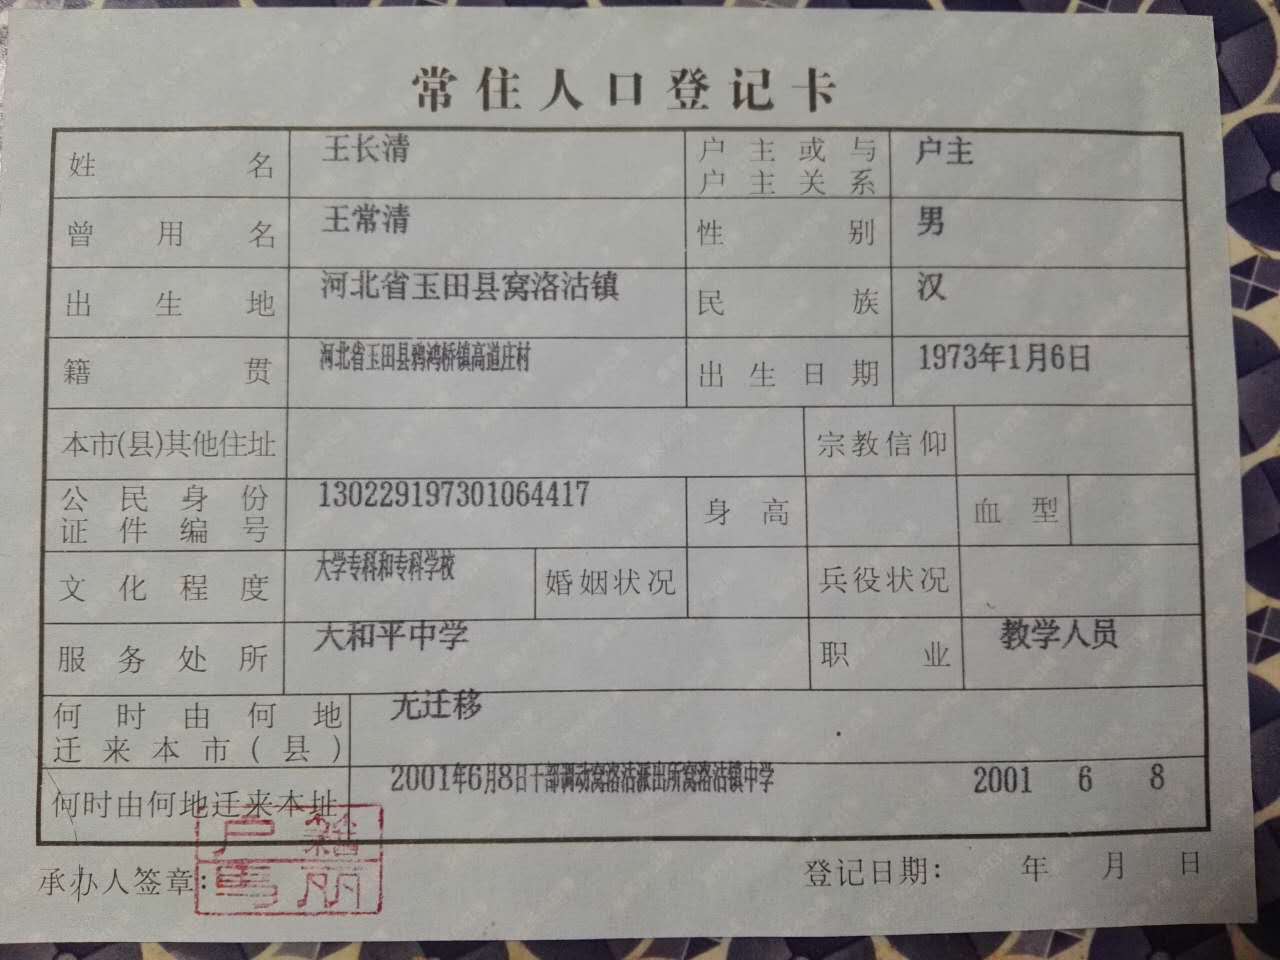 常住人口登记卡
姓名 王长清 户主或与户主关系 户主
曾用名 王常清 性别 男
出生地 河北省玉田县窝洛沽镇 民族 汉
籍贯 河北省玉田县鸦鸿桥镇高道庄村 出生日期 1973年1月6日
本市(县)其他住址 宗教信仰
公民身份证件编号 130229197301064417 身高 血型
文化程度 大学专科和专科学校 婚姻状况 兵役状况
服务处所 大和平中学 职业 教学人员
何时由何地迁来本市(县) 无迁移
何时由何地迁来本址 2001年6月8日干部调动窝洛沽派出所窝洛沽镇中学 2001 6 8
户籍
丽
承办人签章: 登记日期: 年 月 日